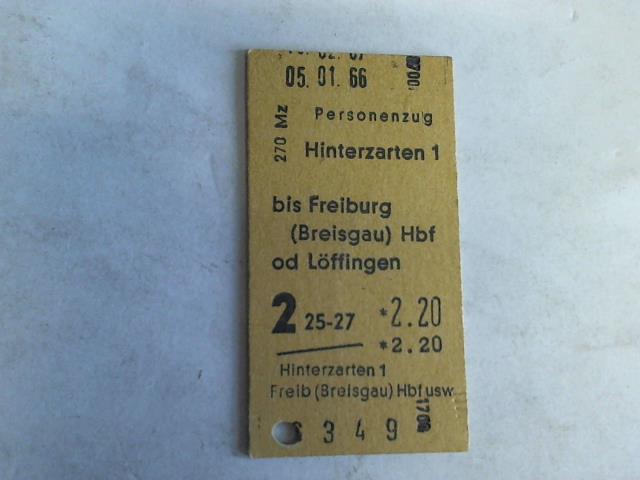 05.01.66
270 Mz
Personenzug
Hinterzarten 1
bis Freiburg
(Breisgau) Hbf
od Löffingen
2 25-27 *2.20
*2.20
Hinterzarten 1
Freib (Breisgau) Hbf usw
3 4 9